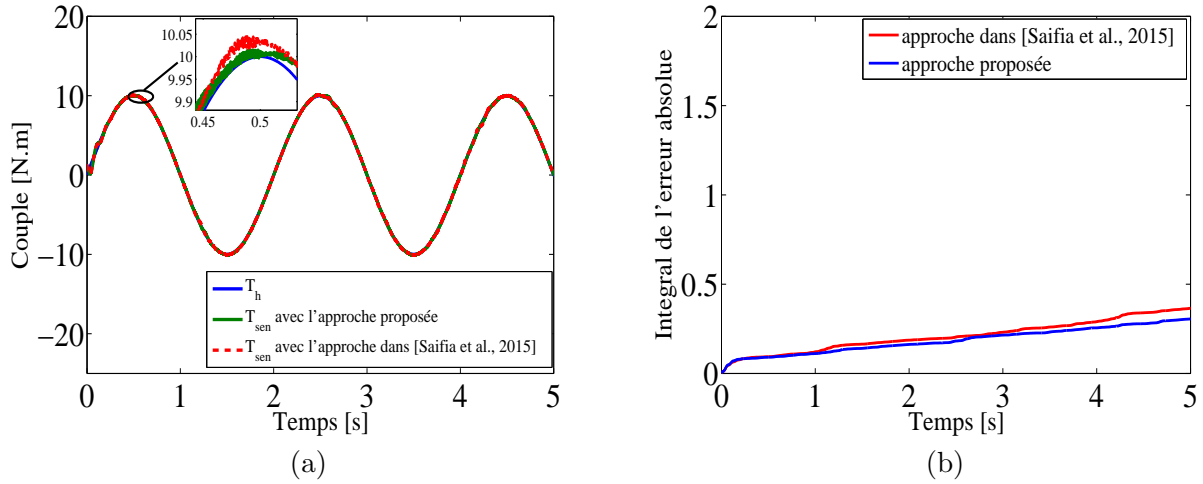 20
10
0
−10
−20
Couple [N.m]
10.05
10
9.95
9.9
0.45
0.5
T_h
T_sen avec l'approche proposée
T_sen avec l'approche dans [Saifia et al., 2015]
0
1
2
3
4
5
Temps [s]
(a)
2
1.5
1
0.5
0
Integral de l'erreur absolue
approche dans [Saifia et al., 2015]
approche proposée
0
1
2
3
4
5
Temps [s]
(b)